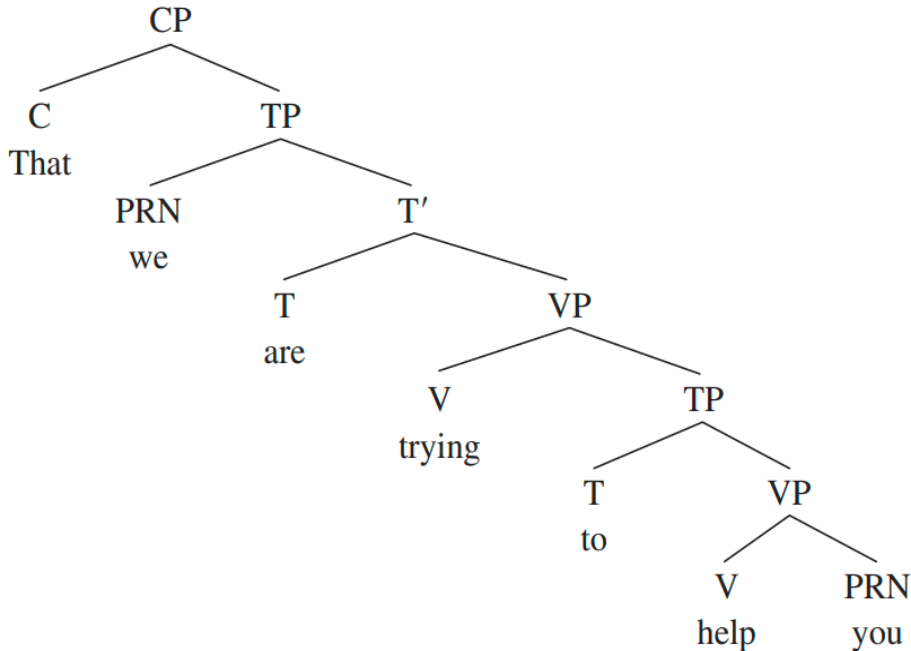 CP
C TP
That
PRN T′
we
T VP
are
V TP
trying
T VP
to
V PRN
help you